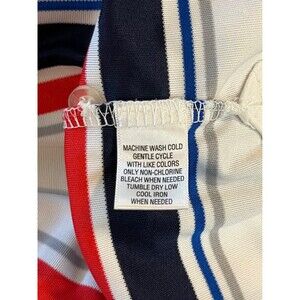 MACHINE WASH COLD
GENTLE CYCLE
WITH LIKE COLORS
ONLY NON-CHLORINE
BLEACH WHEN NEEDED
TUMBLE DRY LOW
COOL IRON
WHEN NEEDED